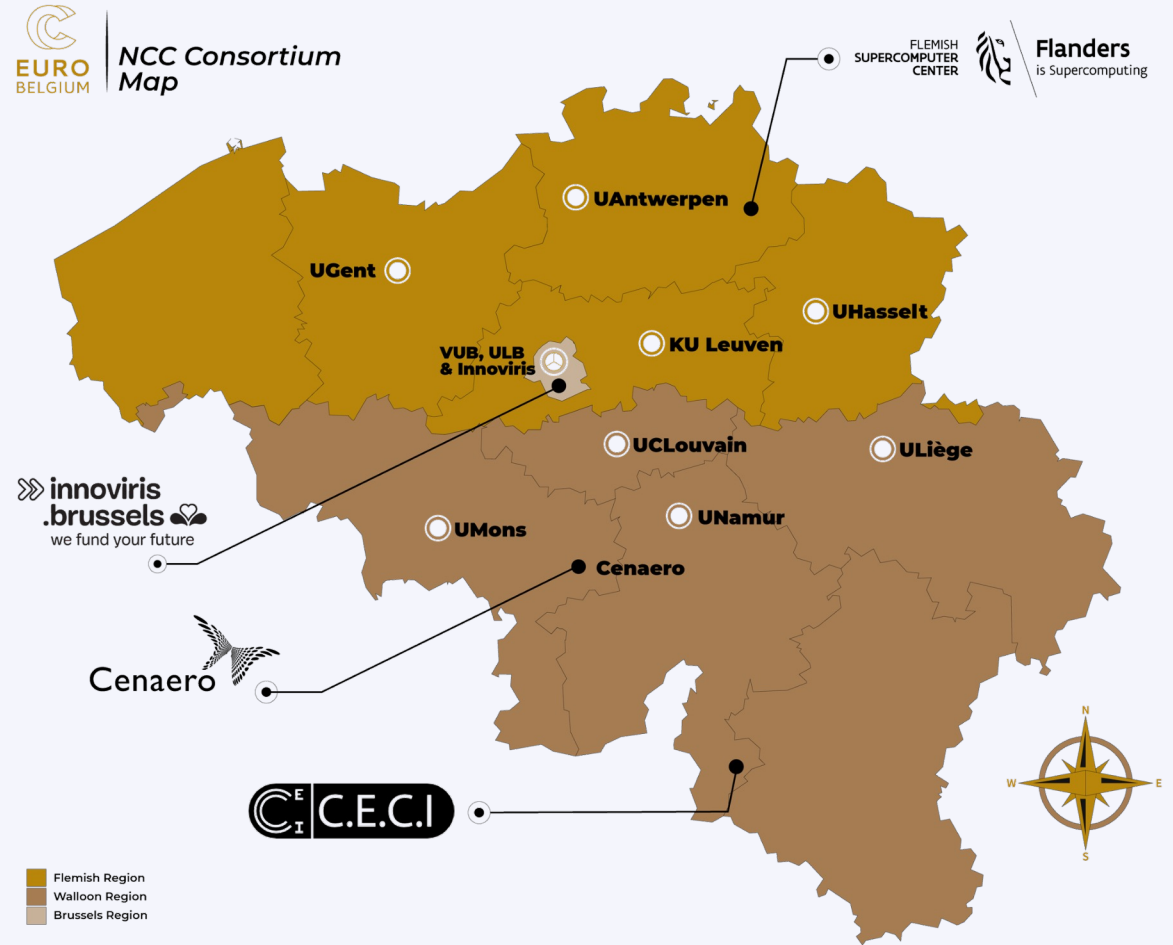 EURO
BELGIUM
NCC Consortium
Map
FLEMISH
SUPERCOMPUTER
CENTER
Flanders
is Supercomputing
UAntwerpen
UGent
UHasselt
KU Leuven
VUB, ULB
& Innoviris
UCLouvain
ULiège
innoviris
.brussels
we fund your future
UMons
UNamur
Cenaero
Cenaero
CECI C.E.C.I
N
W
E
S
Flemish Region
Walloon Region
Brussels Region